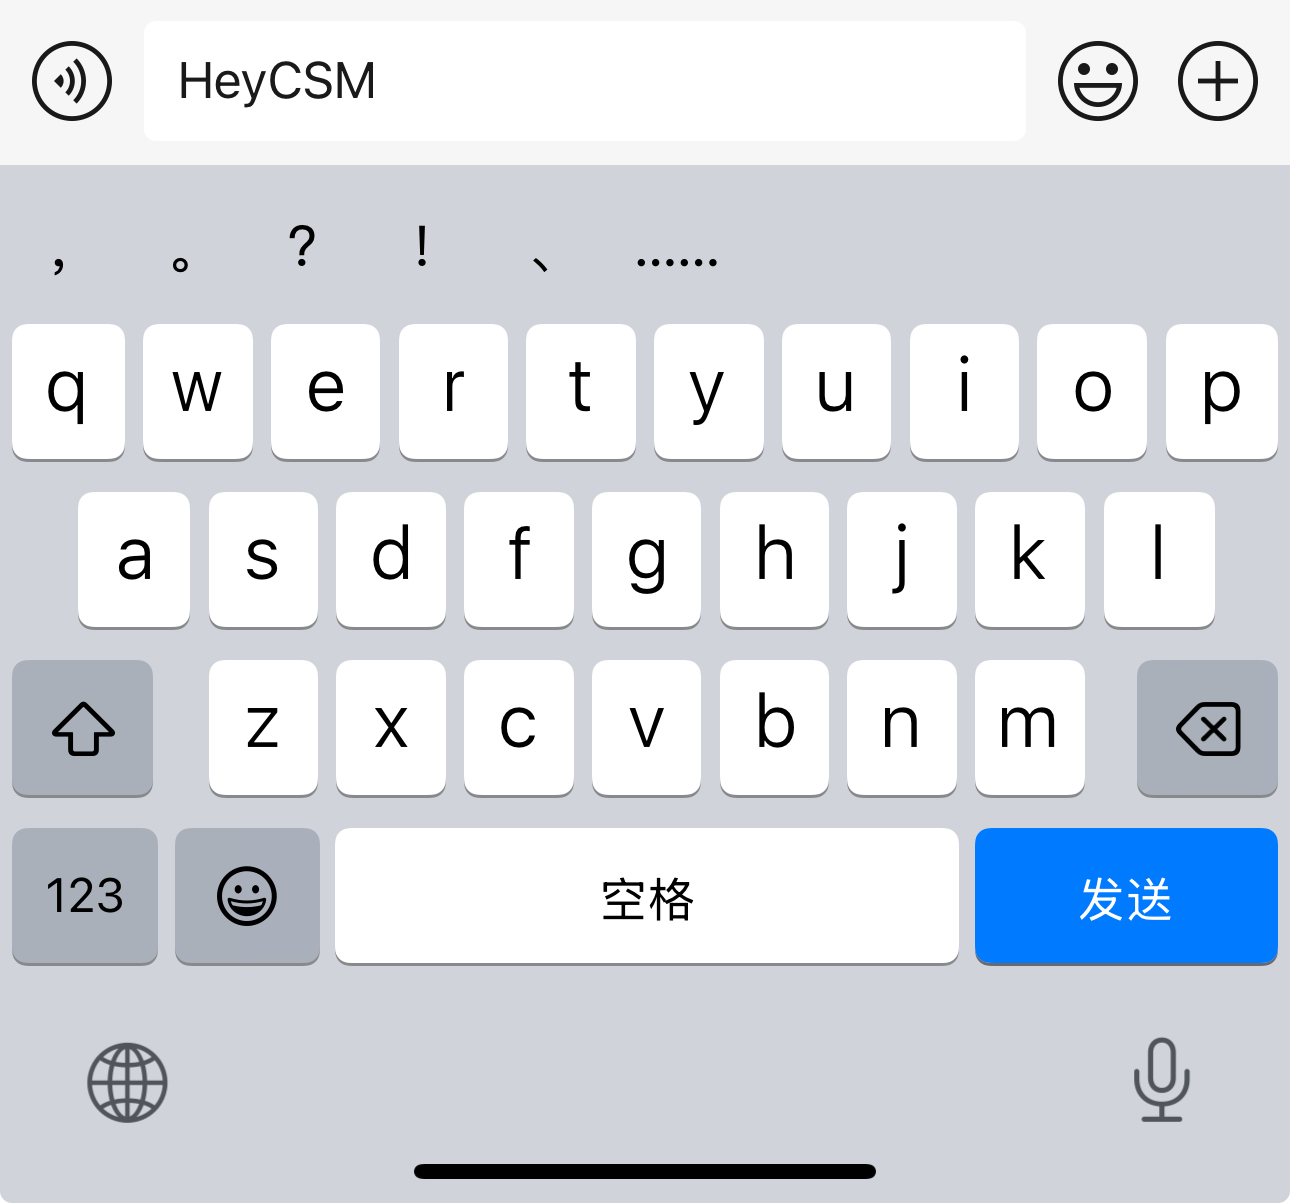 HeyCSM
， 。 ? ! 、 ......
q w e r t y u i o p
a s d f g h j k l
z x c v b n m
123 空格 发送